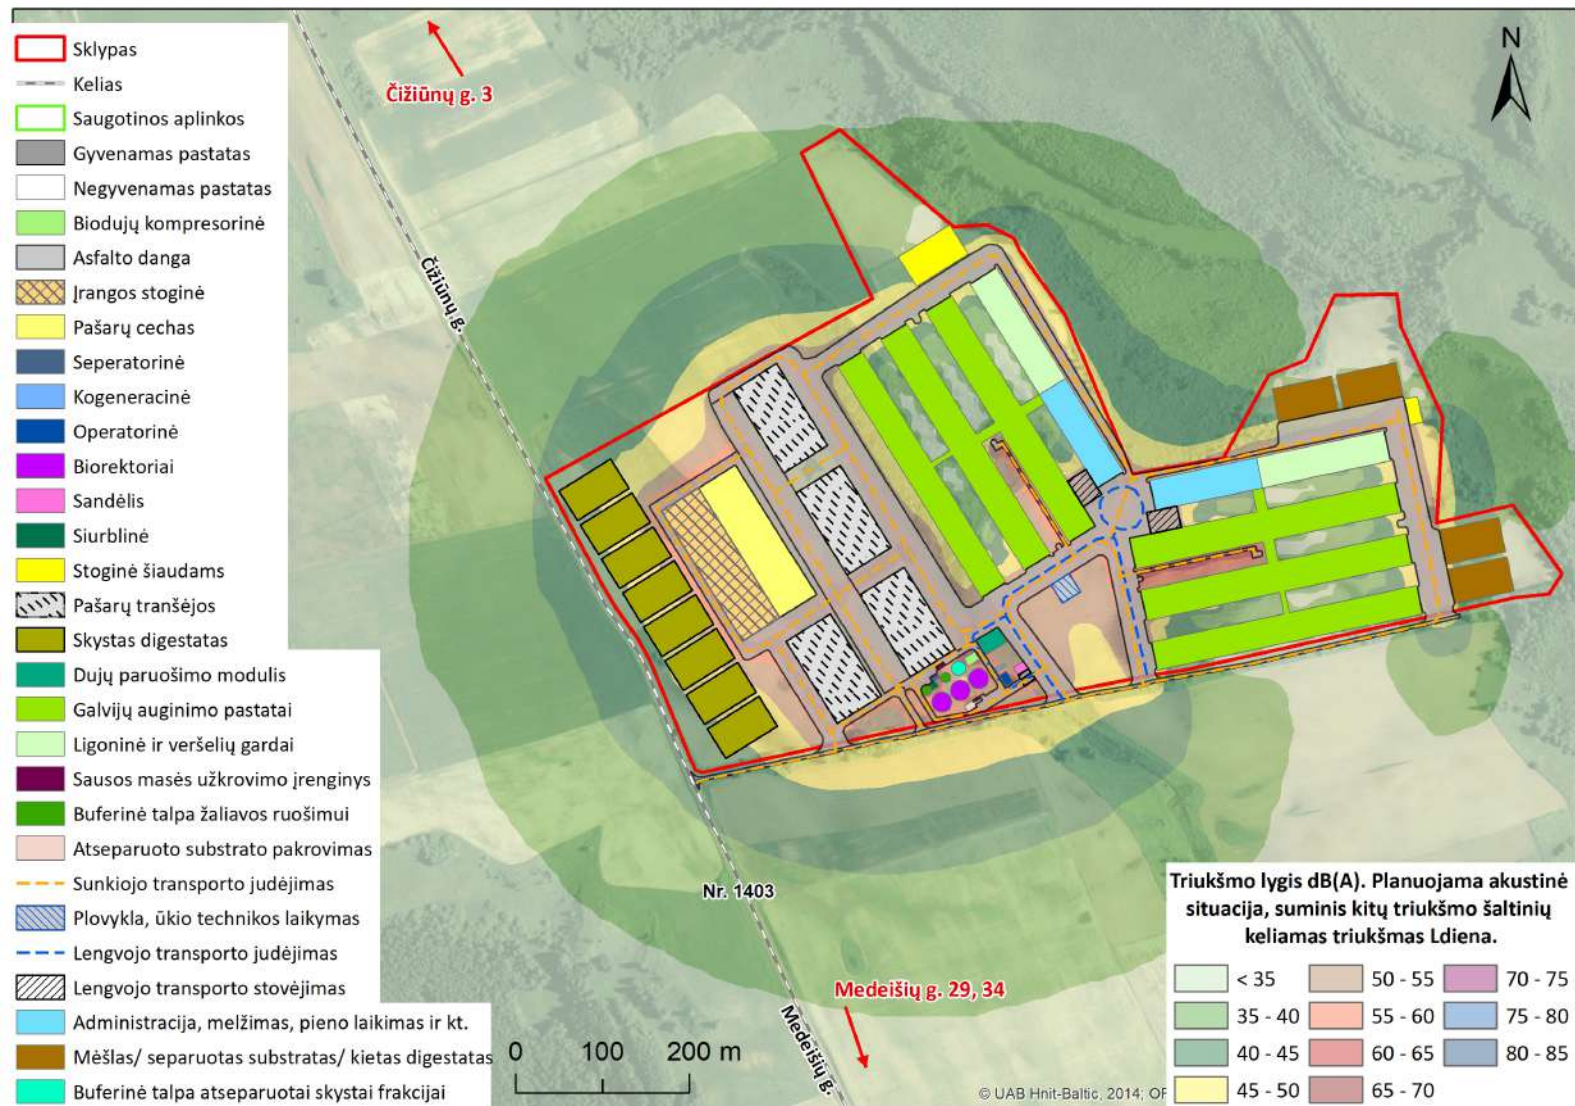 Sklypas
Kelias
Saugotinos aplinkos
Gyvenamas pastatas
Negyvenamas pastatas
Biodujų kompresorinė
Asfalto danga
Įrangos stoginė
Pašarų cechas
Seperatorinė
Kogeneracinė
Operatorinė
Biorektoriai
Sandėlis
Siurblinė
Stoginė šiaudams
Pašarų tranšėjos
Skystas digestatas
Dujų paruošimo modulis
Galvijų auginimo pastatai
Ligoninė ir veršelių gardai
Sausos masės užkrovimo įrenginys
Buferinė talpa žaliavos ruošimui
Atseparuoto substrato pakrovimas
Sunkiojo transporto judėjimas
Plovykla, ūkio technikos laikymas
Lengvojo transporto judėjimas
Lengvojo transporto stovėjimas
Administracija, melžimas, pieno laikimas ir kt.
Mėšlas/ separuotas substratas/ kietas digestatas
Buferinė talpa atseparuotai skystai frakcijai
Čižiūnų g. 3
N
Čižiūnų g.
Nr. 1403
Medeišių g. 29, 34
Medeišių g.
0 100 200 m
© UAB Hnit-Baltic, 2014; OF
Triukšmo lygis dB(A). Planuojama akustinė
situacija, suminis kitų triukšmo šaltinių
keliamas triukšmas Ldiena.
< 35 50 - 55 70 - 75
35 - 40 55 - 60 75 - 80
40 - 45 60 - 65 80 - 85
45 - 50 65 - 70